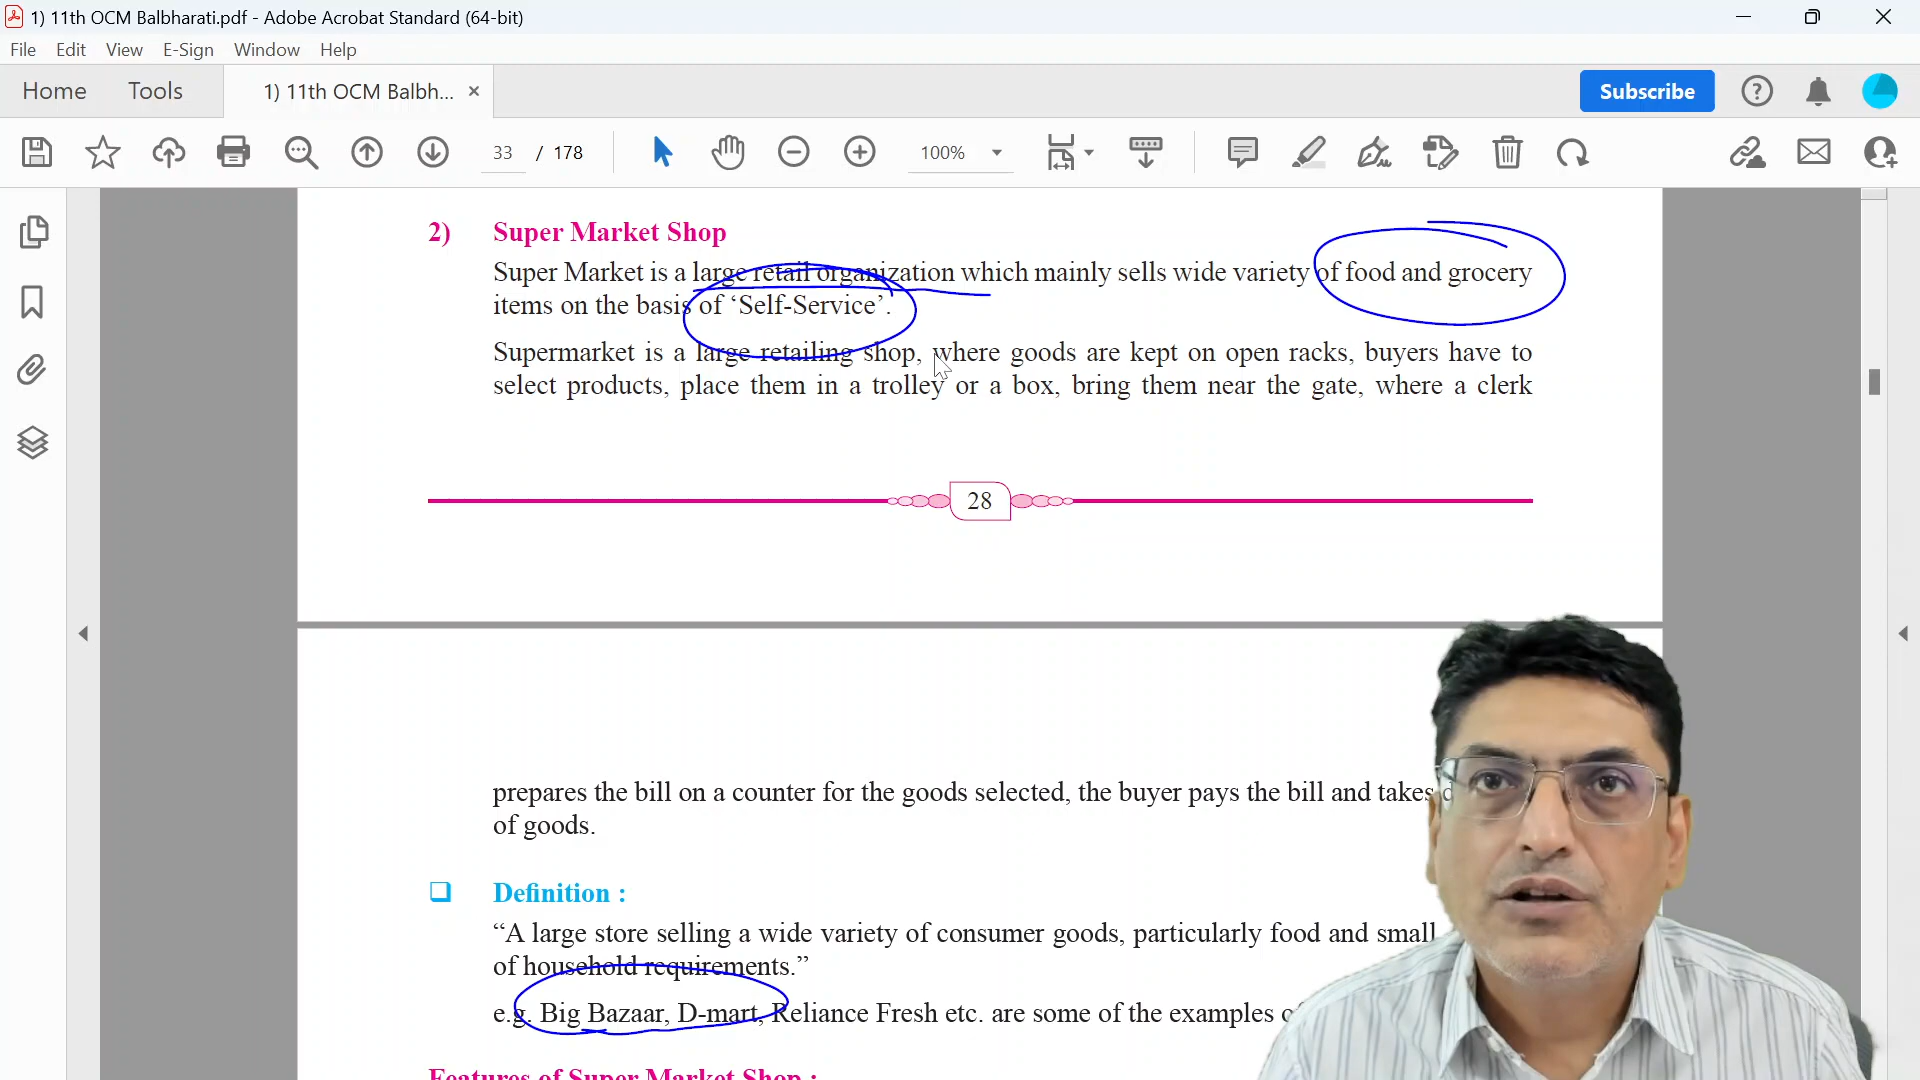 1) 11th OCM Balbharati.pdf - Adobe Acrobat Standard (64-bit)
File Edit View E-Sign Window Help
Home Tools 1) 11th OCM Balbh... × Subscribe
33 / 178 100%
2) Super Market Shop
Super Market is a large retail organization which mainly sells wide variety of food and grocery
items on the basis of ‘Self-Service’.
Supermarket is a large retailing shop, where goods are kept on open racks, buyers have to
select products, place them in a trolley or a box, bring them near the gate, where a clerk
28
prepares the bill on a counter for the goods selected, the buyer pays the bill and takes
of goods.
❑ Definition :
“A large store selling a wide variety of consumer goods, particularly food and small
of household requirements.”
e.g. Big Bazaar, D-mart, Reliance Fresh etc. are some of the examples
Features of Super Market Shop :